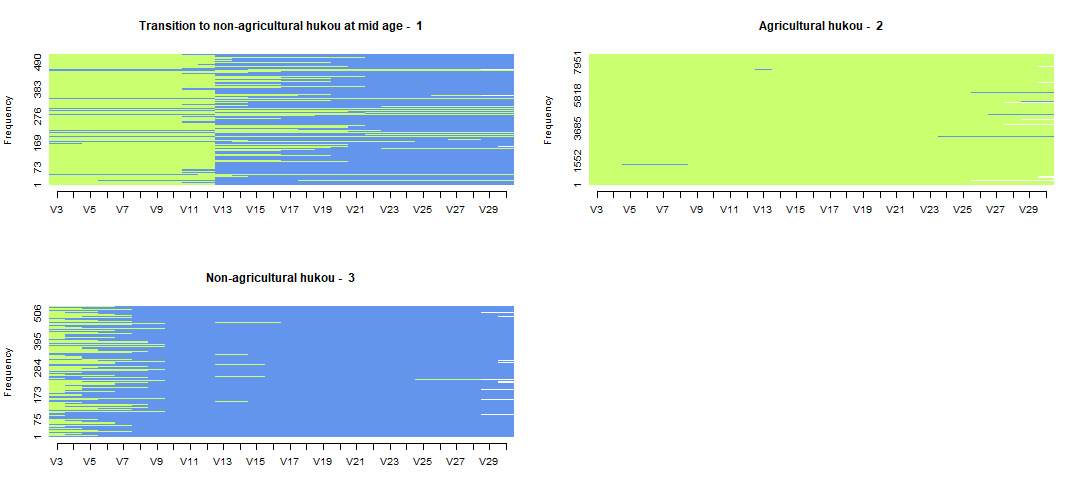 Transition to non-agricultural hukou at mid age - 1
Frequency
490
383
276
169
73
1
V3 V5 V7 V9 V11 V13 V15 V17 V19 V21 V23 V25 V27 V29
Agricultural hukou - 2
Frequency
7951
5818
3685
1552
1
V3 V5 V7 V9 V11 V13 V15 V17 V19 V21 V23 V25 V27 V29
Non-agricultural hukou - 3
Frequency
506
395
284
173
75
1
V3 V5 V7 V9 V11 V13 V15 V17 V19 V21 V23 V25 V27 V29